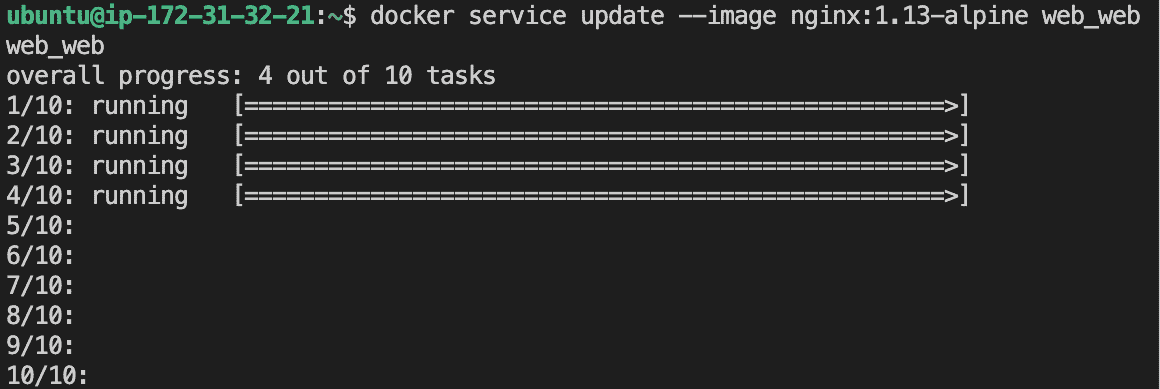 ubuntu@ip-172-31-32-21:~$ docker service update --image nginx:1.13-alpine web_web
web_web
overall progress: 4 out of 10 tasks
1/10: running   [==================================================>]
2/10: running   [==================================================>]
3/10: running   [==================================================>]
4/10: running   [==================================================>]
5/10:
6/10:
7/10:
8/10:
9/10:
10/10: